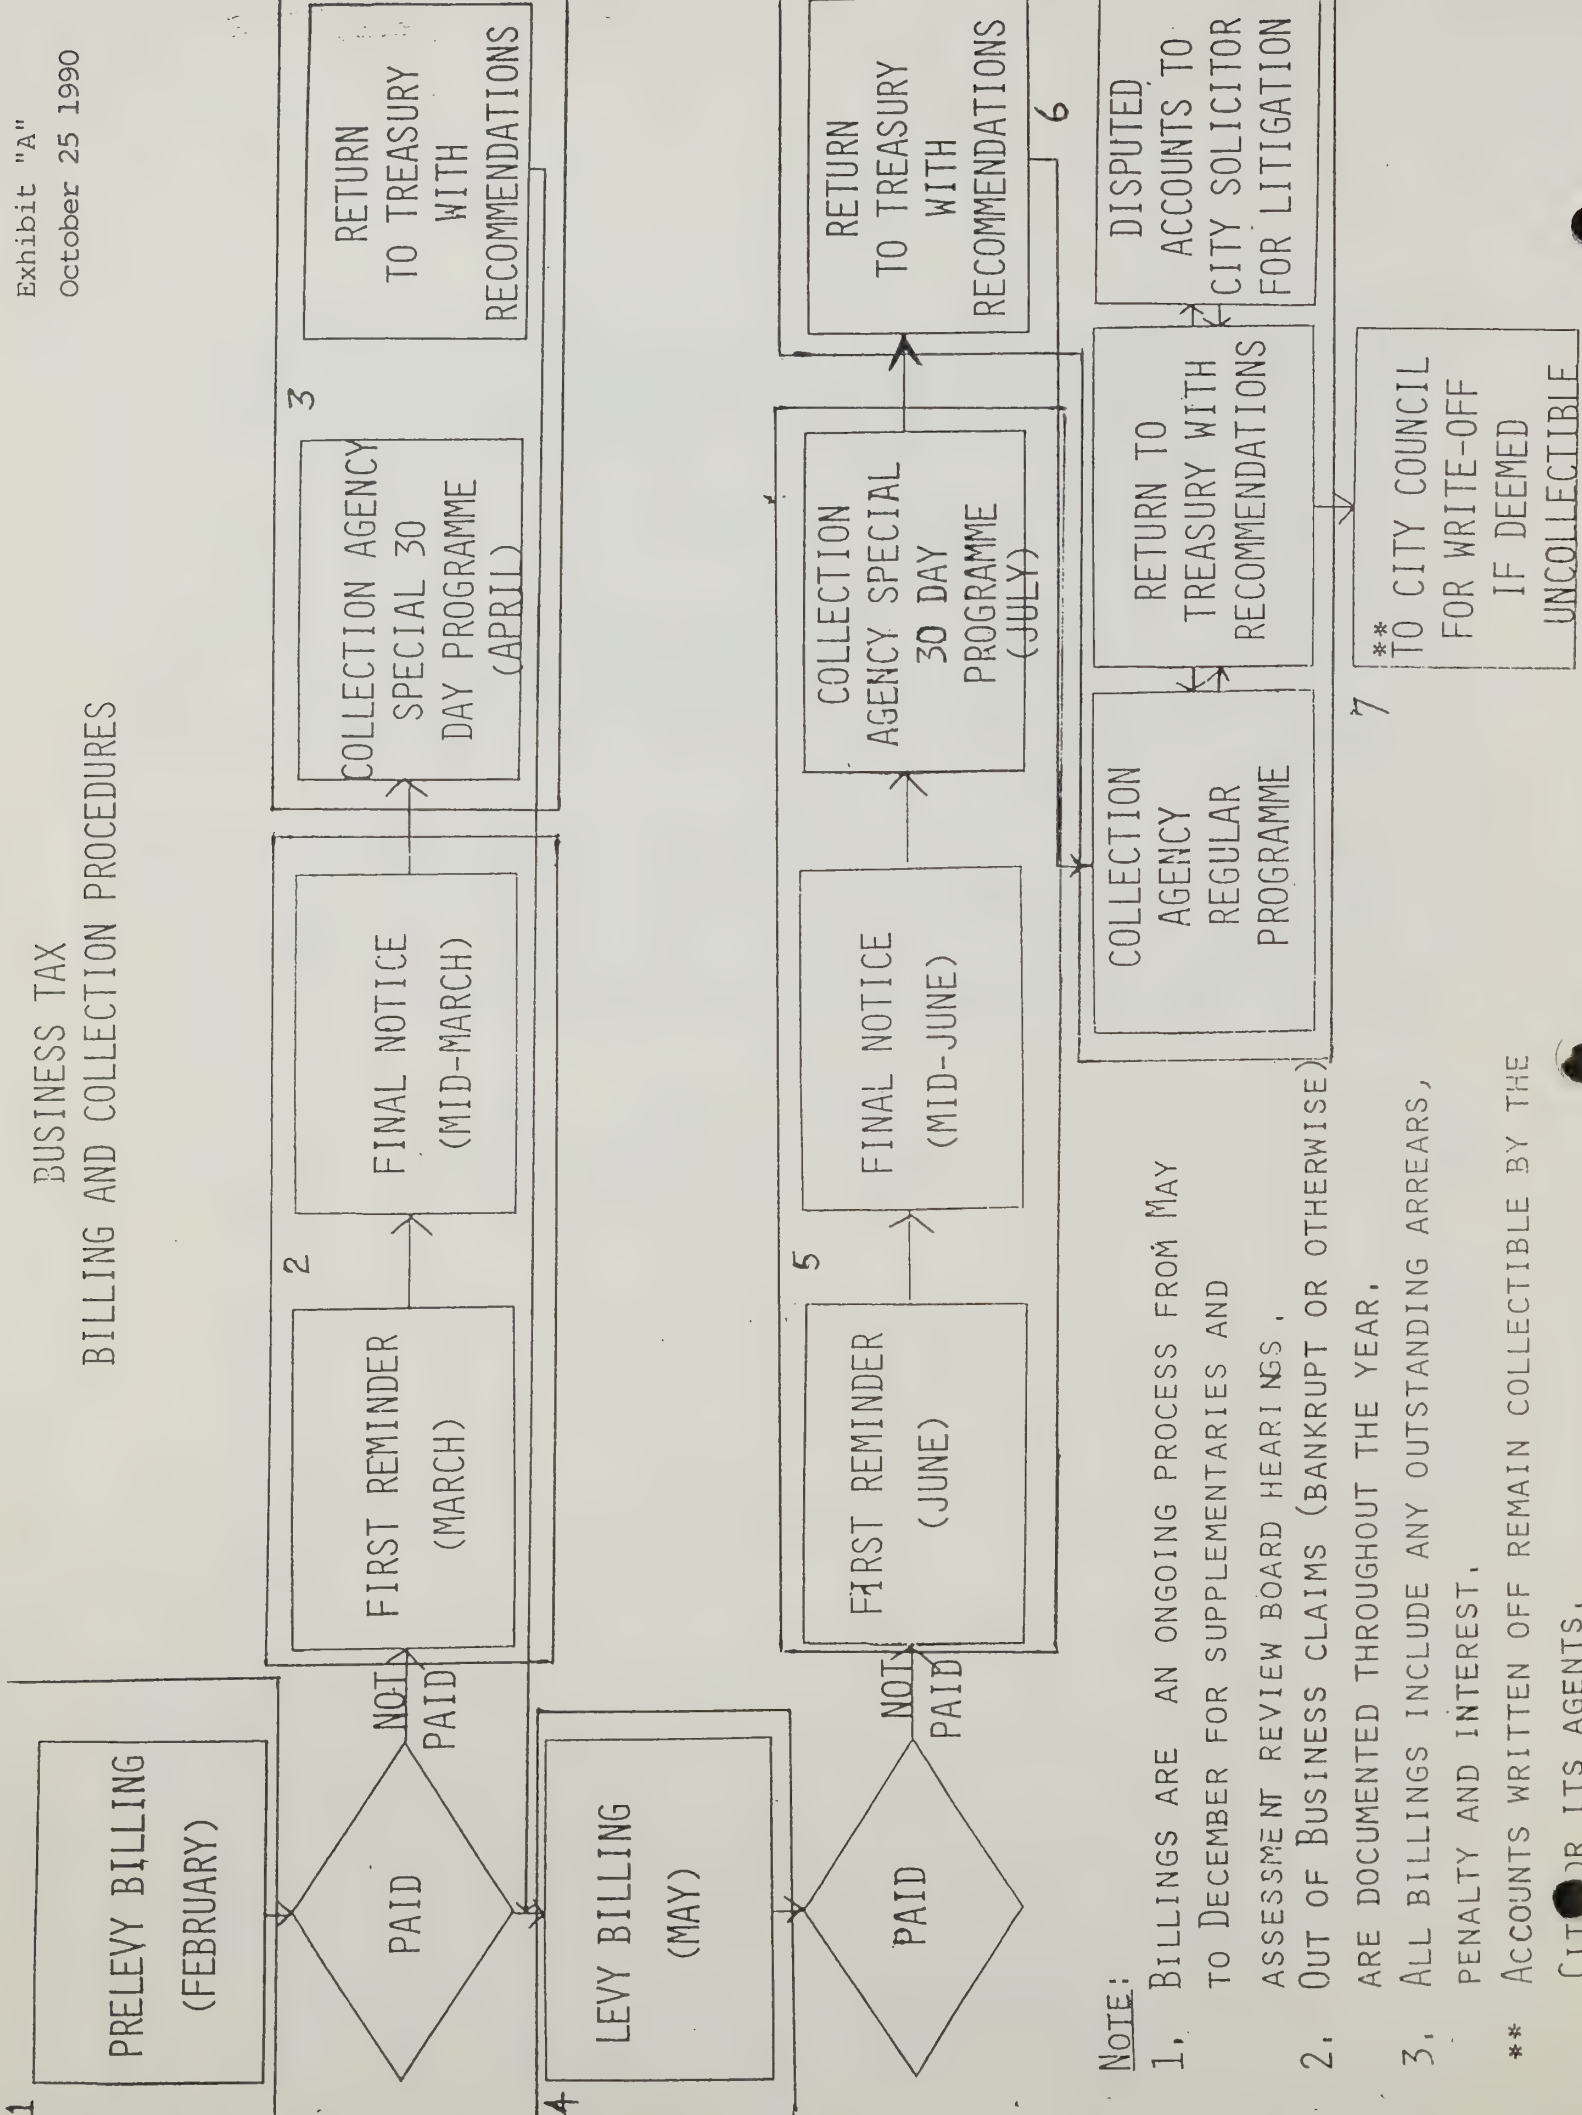 Exhibit "A"
October 25 1990
BUSINESS TAX
BILLING AND COLLECTION PROCEDURES
1
PRELEVY BILLING
(FEBRUARY)
PAID
NOT
PAID
2
FIRST REMINDER
(MARCH)
FINAL NOTICE
(MID-MARCH)
3
COLLECTION AGENCY
SPECIAL 30
DAY PROGRAMME
(APRIL)
RETURN
TO TREASURY
WITH
RECOMMENDATIONS
4
LEVY BILLING
(MAY)
PAID
NOT
PAID
5
FIRST REMINDER
(JUNE)
FINAL NOTICE
(MID-JUNE)
COLLECTION
AGENCY SPECIAL
30 DAY
PROGRAMME
(JULY)
RETURN
TO TREASURY
WITH
RECOMMENDATIONS
6
COLLECTION
AGENCY
REGULAR
PROGRAMME
RETURN TO
TREASURY WITH
RECOMMENDATIONS
DISPUTED
ACCOUNTS TO
CITY SOLICITOR
FOR LITIGATION
7
**
TO CITY COUNCIL
FOR WRITE-OFF
IF DEEMED
UNCOLLECTIBLE
NOTE:
1. BILLINGS ARE AN ONGOING PROCESS FROM MAY
TO DECEMBER FOR SUPPLEMENTARIES AND
ASSESSMENT REVIEW BOARD HEARINGS.
2. OUT OF BUSINESS CLAIMS (BANKRUPT OR OTHERWISE)
ARE DOCUMENTED THROUGHOUT THE YEAR.
3. ALL BILLINGS INCLUDE ANY OUTSTANDING ARREARS,
PENALTY AND INTEREST.
** ACCOUNTS WRITTEN OFF REMAIN COLLECTIBLE BY THE
ITS AGENTS.